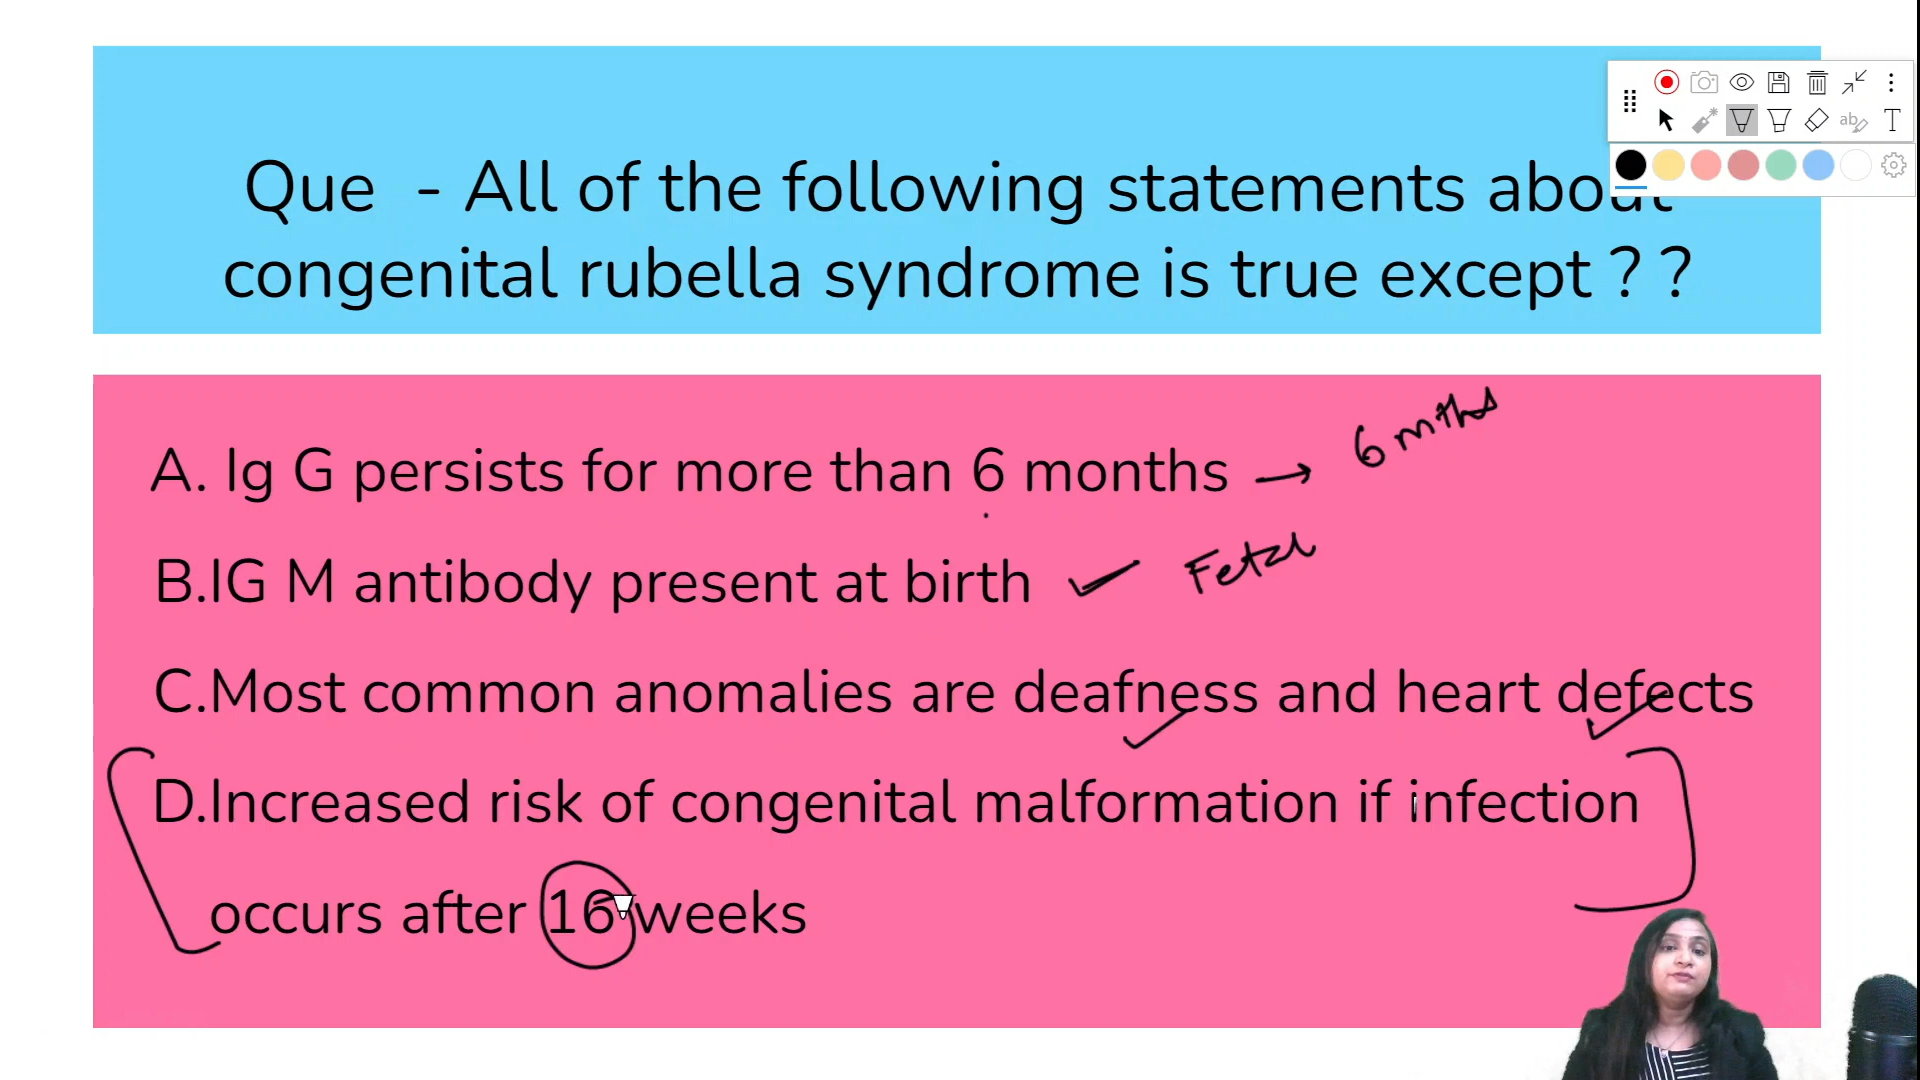 Que - All of the following statements about
congenital rubella syndrome is true except ? ?
A. Ig G persists for more than 6 months → 6 mths
B.IG M antibody present at birth ✓ Fetal
C.Most common anomalies are deafness and heart defects
D.Increased risk of congenital malformation if infection
occurs after 16 weeks